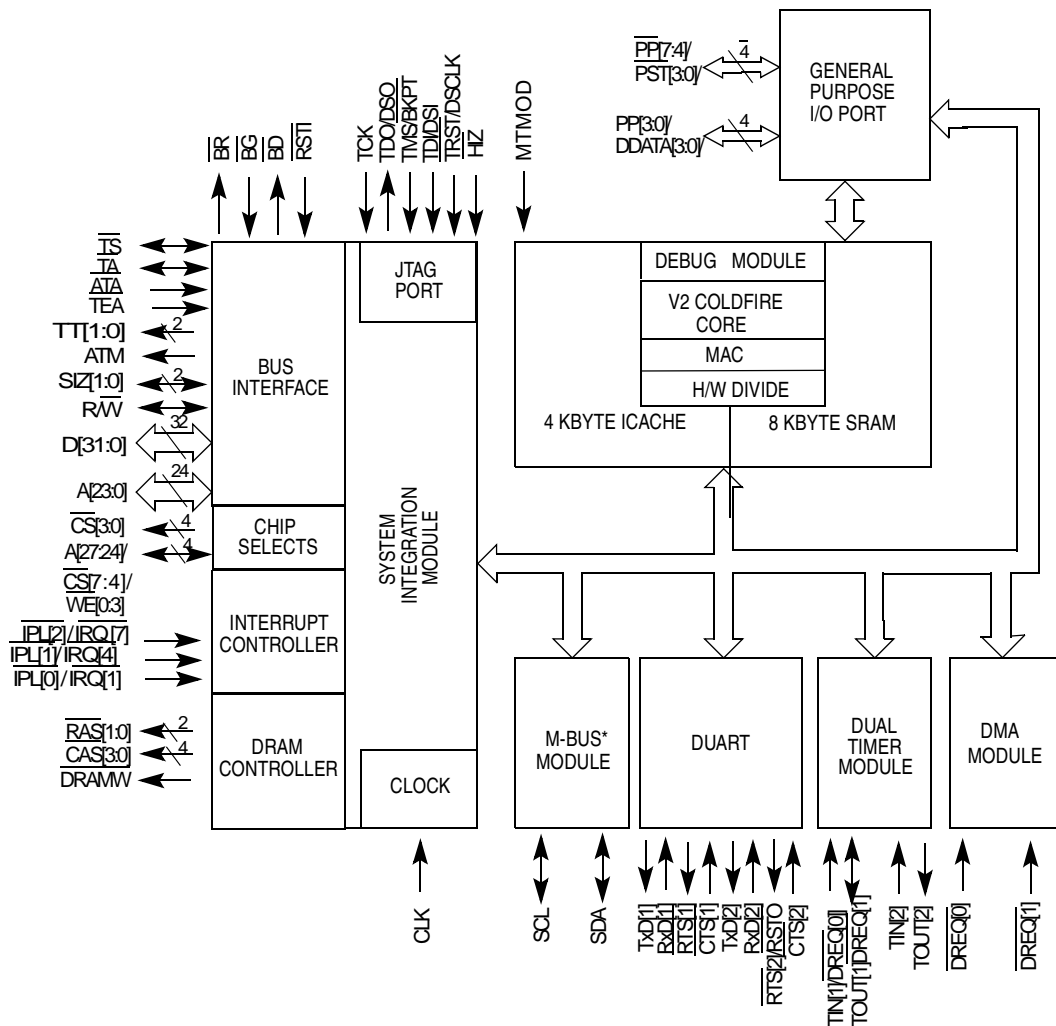 PP[7:4]/
PST[3:0]/
4
PP[3:0]/
DDATA[3:0]/
4
GENERAL
PURPOSE
I/O PORT
BR
BG
BD
RSTI
TCK
TDO/DSO
TMS/BKPT
TDI/DSI
TRST/DSCLK
HIZ
MTMOD
TS
TA
ATA
TEA
TT[1:0]
2
ATM
SIZ[1:0]
2
R/W
D[31:0]
32
A[23:0]
24
CS[3:0]
4
A[27:24]/
4
CS[7:4]/
WE[0:3]
IPL[2]/IRQ[7]
IPL[1]/IRQ[4]
IPL[0]/IRQ[1]
RAS[1:0]
2
CAS[3:0]
4
DRAMW
BUS
INTERFACE
CHIP
SELECTS
INTERRUPT
CONTROLLER
DRAM
CONTROLLER
JTAG
PORT
SYSTEM
INTEGRATION
MODULE
CLOCK
CLK
DEBUG MODULE
V2 COLDFIRE
CORE
MAC
H/W DIVIDE
4 KBYTE ICACHE
8 KBYTE SRAM
M-BUS*
MODULE
DUART
DUAL
TIMER
MODULE
DMA
MODULE
SCL
SDA
TxD[1]
RxD[1]
RTS[1]
CTS[1]
TxD[2]
RxD[2]
RTS[2]/RSTO
CTS[2]
TIN[1]/DREQ[0]
TOUT[1]DREQ[1]
TIN[2]
TOUT[2]
DREQ[0]
DREQ[1]